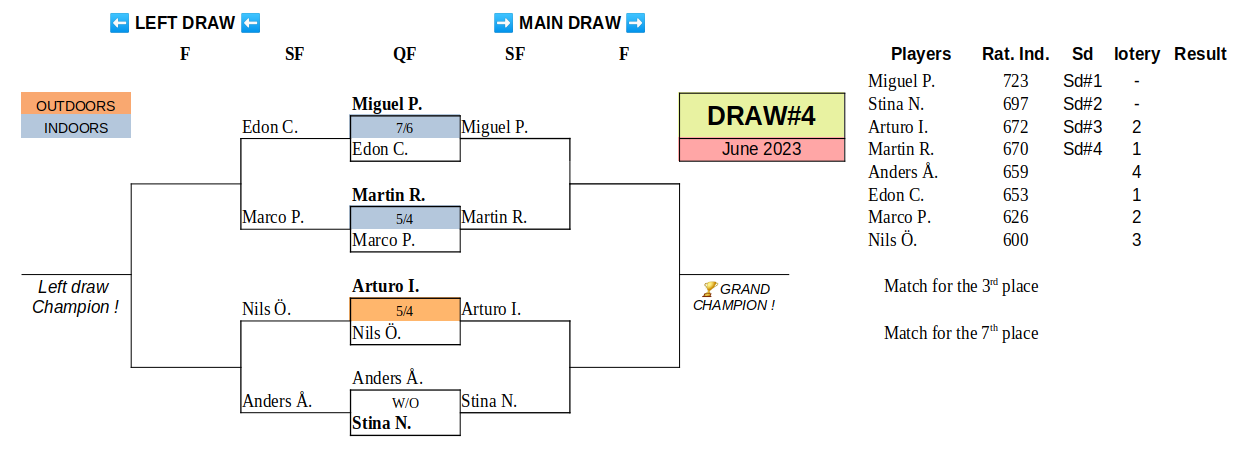 ⬅ LEFT DRAW ⬅ ➡ MAIN DRAW ➡
F SF QF SF F Players Rat. Ind. Sd lotery Result
Miguel P. 723 Sd#1 -
OUTDOORS Miguel P. DRAW#4 Stina N. 697 Sd#2 -
INDOORS Edon C. 7/6 Miguel P. Arturo I. 672 Sd#3 2
Edon C. June 2023 Martin R. 670 Sd#4 1
Anders Å. 659 4
Martin R. Edon C. 653 1
Marco P. 5/4 Martin R. Marco P. 626 2
Marco P. Nils Ö. 600 3
Left draw Arturo I. 🏆GRAND Match for the 3rd place
Champion ! Nils Ö. 5/4 Arturo I. CHAMPION !
Nils Ö. Match for the 7th place
Anders Å.
Anders Å. W/O Stina N.
Stina N.